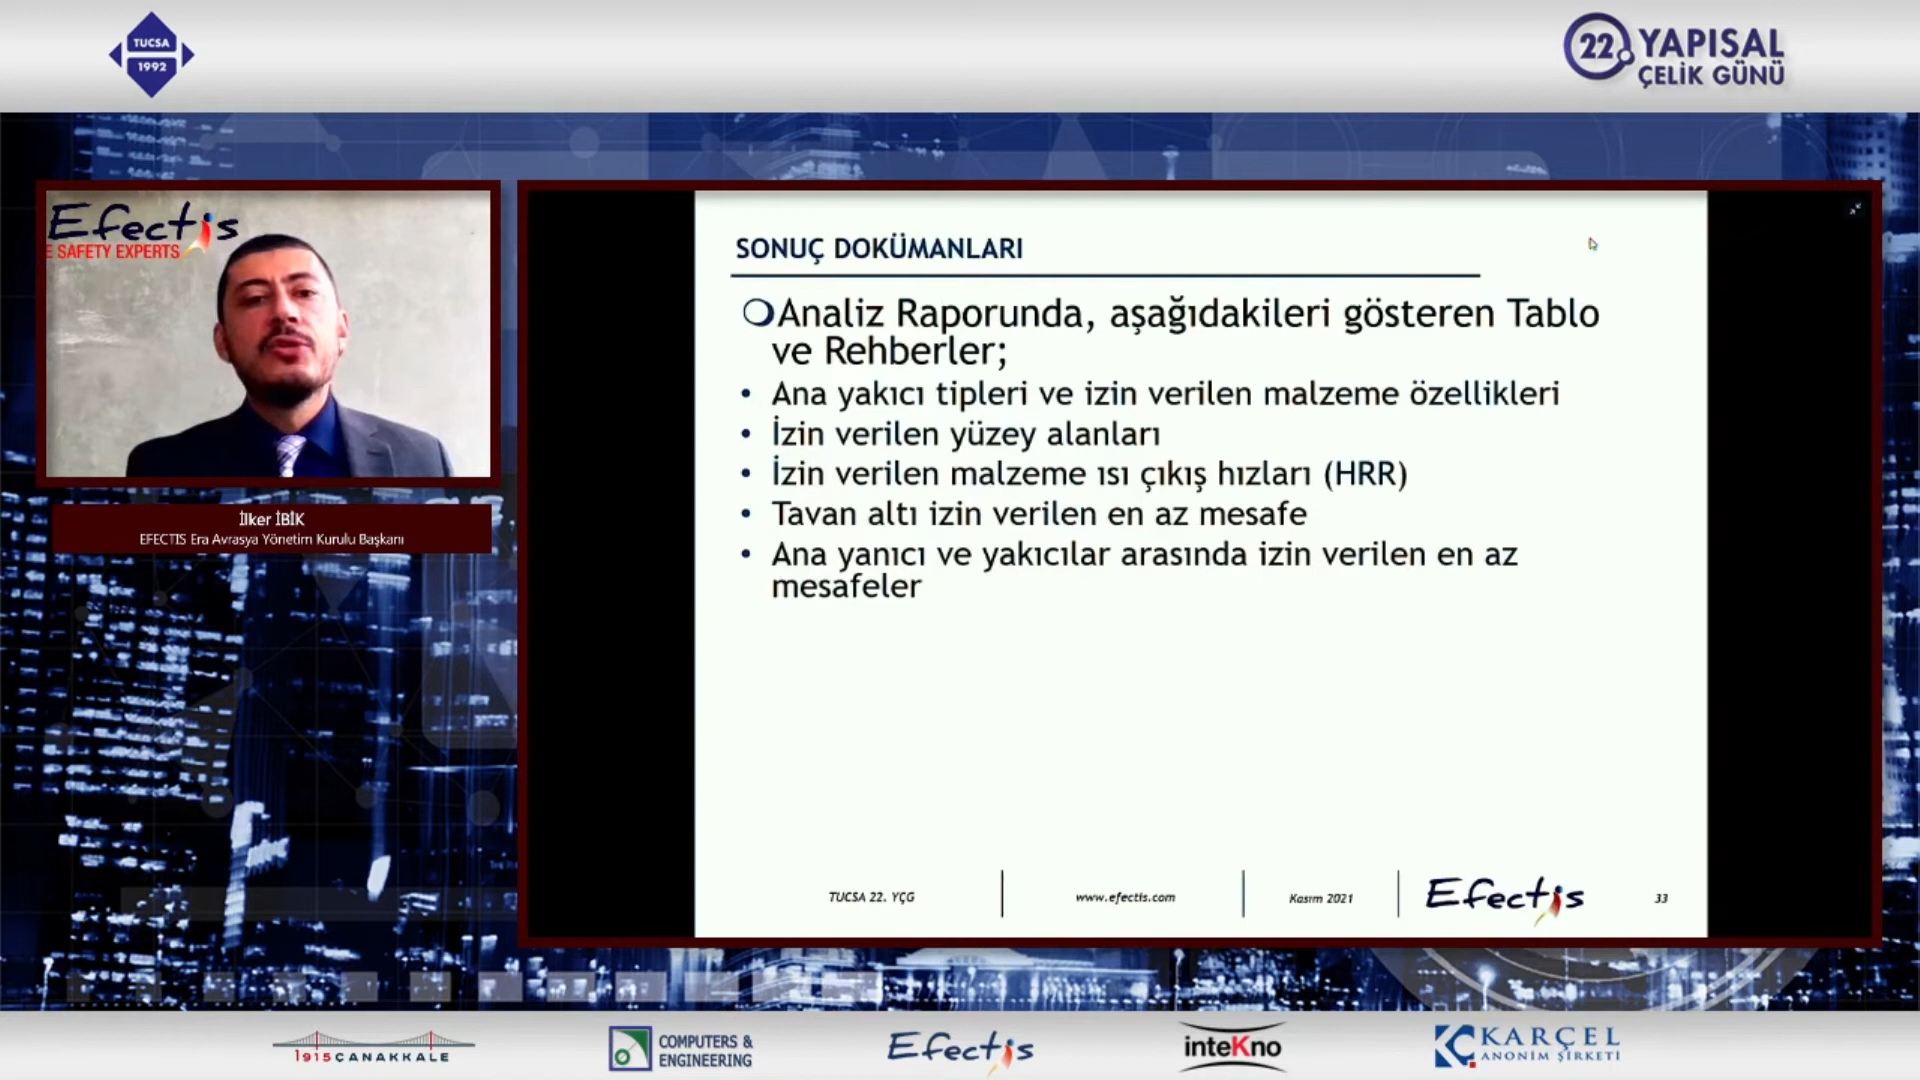 TUCSA
1992
22.
YAPISAL
ÇELİK GÜNÜ
Efectis
E SAFETY EXPERTS
İlker İBİK
EFECTIS Era Avrasya Yönetim Kurulu Başkanı
SONUÇ DOKÜMANLARI
Analiz Raporunda, aşağıdakileri gösteren Tablo
ve Rehberler;
• Ana yakıcı tipleri ve izin verilen malzeme özellikleri
• İzin verilen yüzey alanları
• İzin verilen malzeme ısı çıkış hızları (HRR)
• Tavan altı izin verilen en az mesafe
• Ana yanıcı ve yakıcılar arasında izin verilen en az
mesafeler
TUCSA 22. YÇG
www.efectis.com
Kasım 2021
Efectis
33
1915ÇANAKKALE
COMPUTERS &
ENGINEERING
Efectis
inteKno
KARÇEL
ANONİM ŞİRKETİ